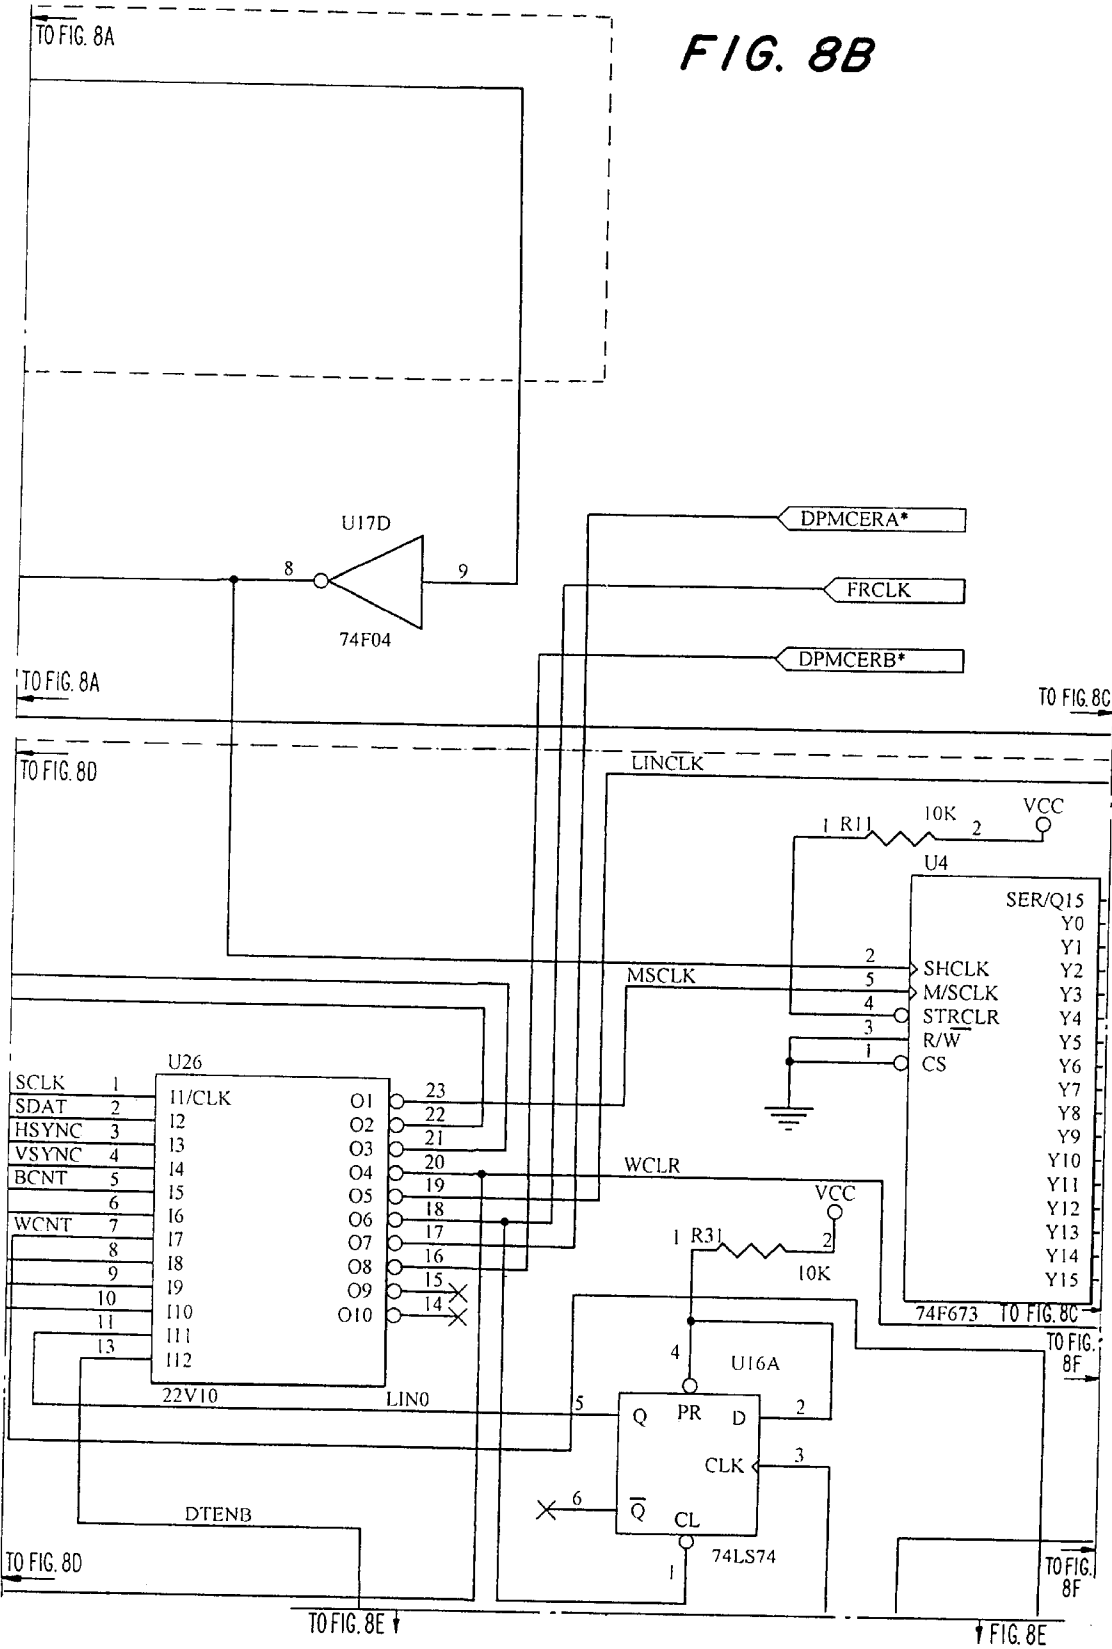 TO FIG. 8A
FIG. 8B
U17D
8
9
74F04
DPMCERA*
FRCLK
DPMCERB*
TO FIG. 8A
TO FIG. 8C
TO FIG. 8D
LINCLK
1 R11 10K 2 VCC
U4
SER/Q15
Y0
Y1
2 SHCLK Y2
MSCLK 5 M/SCLK Y3
4 STRCLR Y4
3 R/W̅ Y5
1 CS Y6
Y7
Y8
Y9
Y10
Y11
Y12
Y13
Y14
Y15
74F673 TO FIG. 8C
U26
SCLK 1 I1/CLK O1 23
SDAT 2 I2 O2 22
HSYNC 3 I3 O3 21
VSYNC 4 I4 O4 20 WCLR
BCNT 5 I5 O5 19
6 I6 O6 18
WCNT 7 I7 O7 17
8 I8 O8 16
9 I9 O9 15
10 I10 O10 14
11 I11
13 I12
22V10
LIN0
VCC
1 R31 2
10K
TO FIG. 8F
4 U16A
5 Q PR D 2
CLK 3
6 Q̅ CL
1 74LS74
DTENB
TO FIG. 8D
TO FIG. 8F
TO FIG. 8E
FIG. 8E